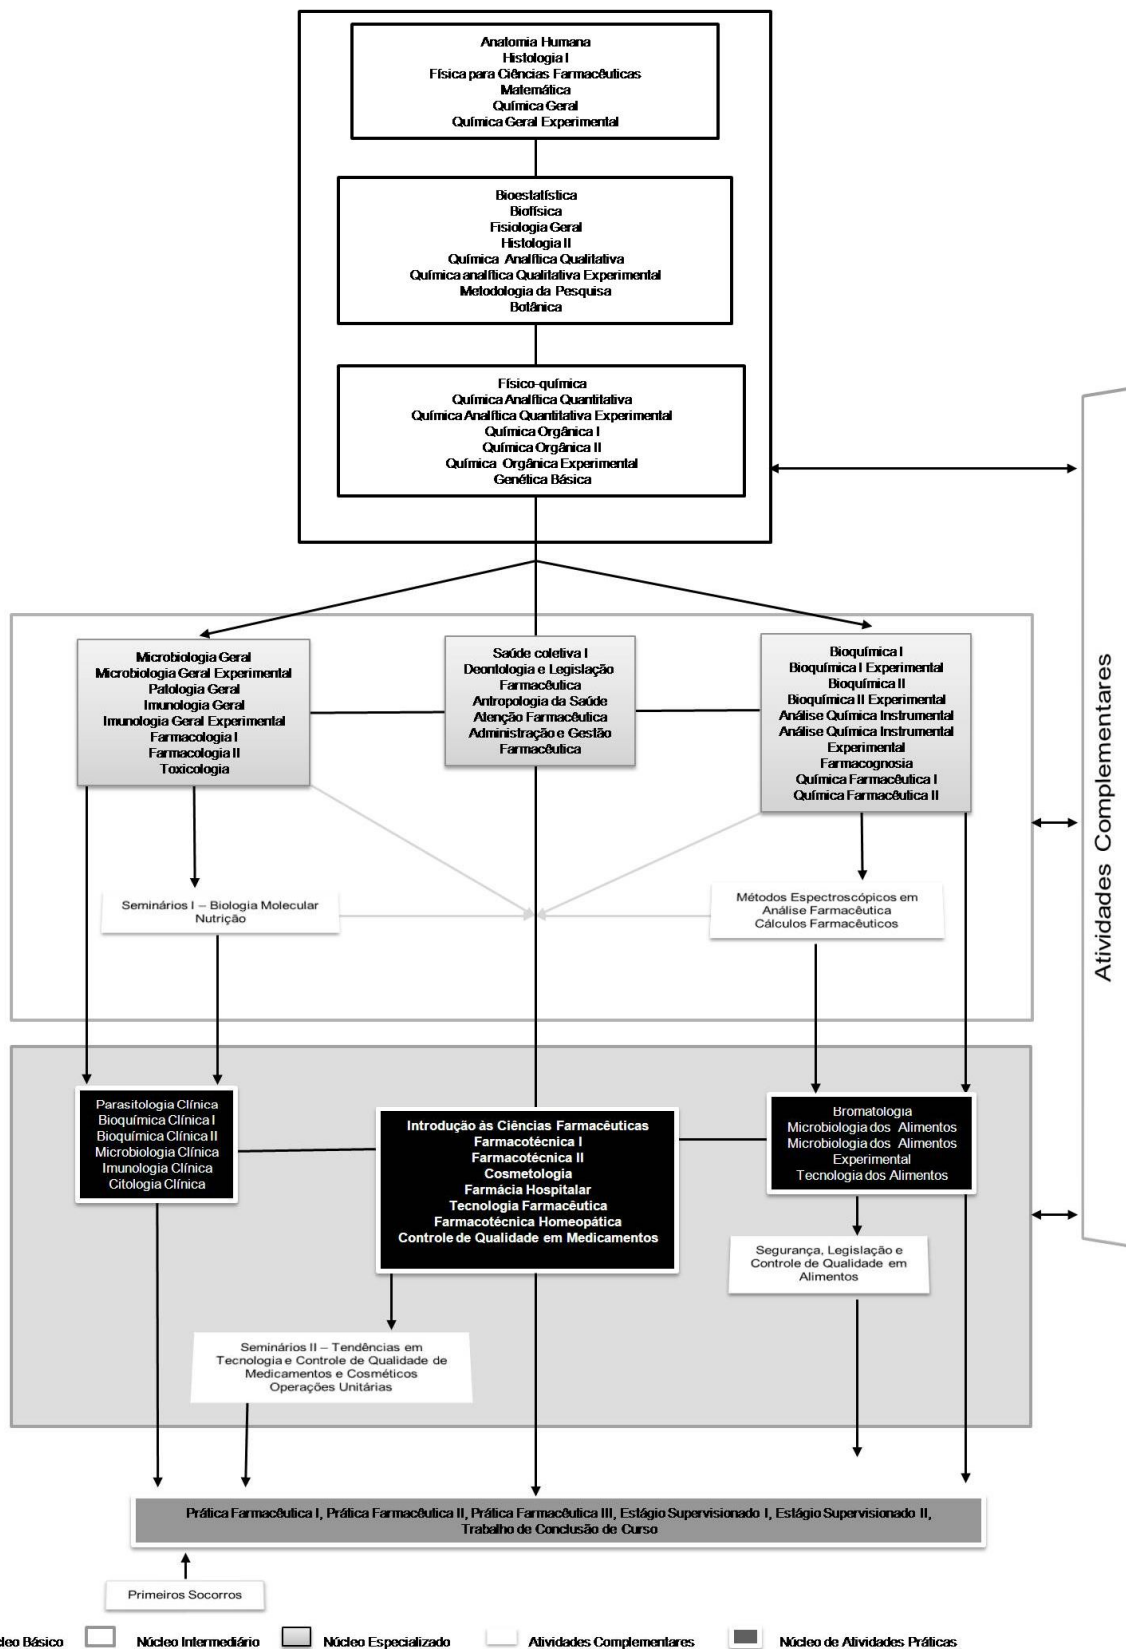 Anatomia Humana
Histologia I
Física para Ciências Farmacêuticas
Matemática
Química Geral
Química Geral Experimental
Bioestatística
Biofísica
Fisiologia Geral
Histologia II
Química Analítica Qualitativa
Química analítica Qualitativa Experimental
Metodologia da Pesquisa
Botânica
Físico-química
Química Analítica Quantitativa
Química Analítica Quantitativa Experimental
Química Orgânica I
Química Orgânica II
Química Orgânica Experimental
Genética Básica
Atividades Complementares
Microbiologia Geral
Microbiologia Geral Experimental
Patologia Geral
Imunologia Geral
Imunologia Geral Experimental
Farmacologia I
Farmacologia II
Toxicologia
Saúde coletiva I
Deontologia e Legislação
Farmacêutica
Antropologia da Saúde
Atenção Farmacêutica
Administração e Gestão
Farmacêutica
Bioquímica I
Bioquímica I Experimental
Bioquímica II
Bioquímica II Experimental
Análise Química Instrumental
Análise Química Instrumental
Experimental
Farmacognosia
Química Farmacêutica I
Química Farmacêutica II
Seminários I – Biologia Molecular
Nutrição
Métodos Espectroscópicos em
Análise Farmacêutica
Cálculos Farmacêuticos
Parasitologia Clínica
Bioquímica Clínica I
Bioquímica Clínica II
Microbiologia Clínica
Imunologia Clínica
Citologia Clínica
Introdução às Ciências Farmacêuticas
Farmacotécnica I
Farmacotécnica II
Cosmetologia
Farmácia Hospitalar
Tecnologia Farmacêutica
Farmacotécnica Homeopática
Controle de Qualidade em Medicamentos
Bromatologia
Microbiologia dos Alimentos
Microbiologia dos Alimentos
Experimental
Tecnologia dos Alimentos
Segurança, Legislação e
Controle de Qualidade em
Alimentos
Seminários II – Tendências em
Tecnologia e Controle de Qualidade de
Medicamentos e Cosméticos
Operações Unitárias
Prática Farmacêutica I, Prática Farmacêutica II, Prática Farmacêutica III, Estágio Supervisionado I, Estágio Supervisionado II,
Trabalho de Conclusão de Curso
Primeiros Socorros
cleo Básico Núcleo Intermediário Núcleo Especializado Atividades Complementares Núcleo de Atividades Práticas